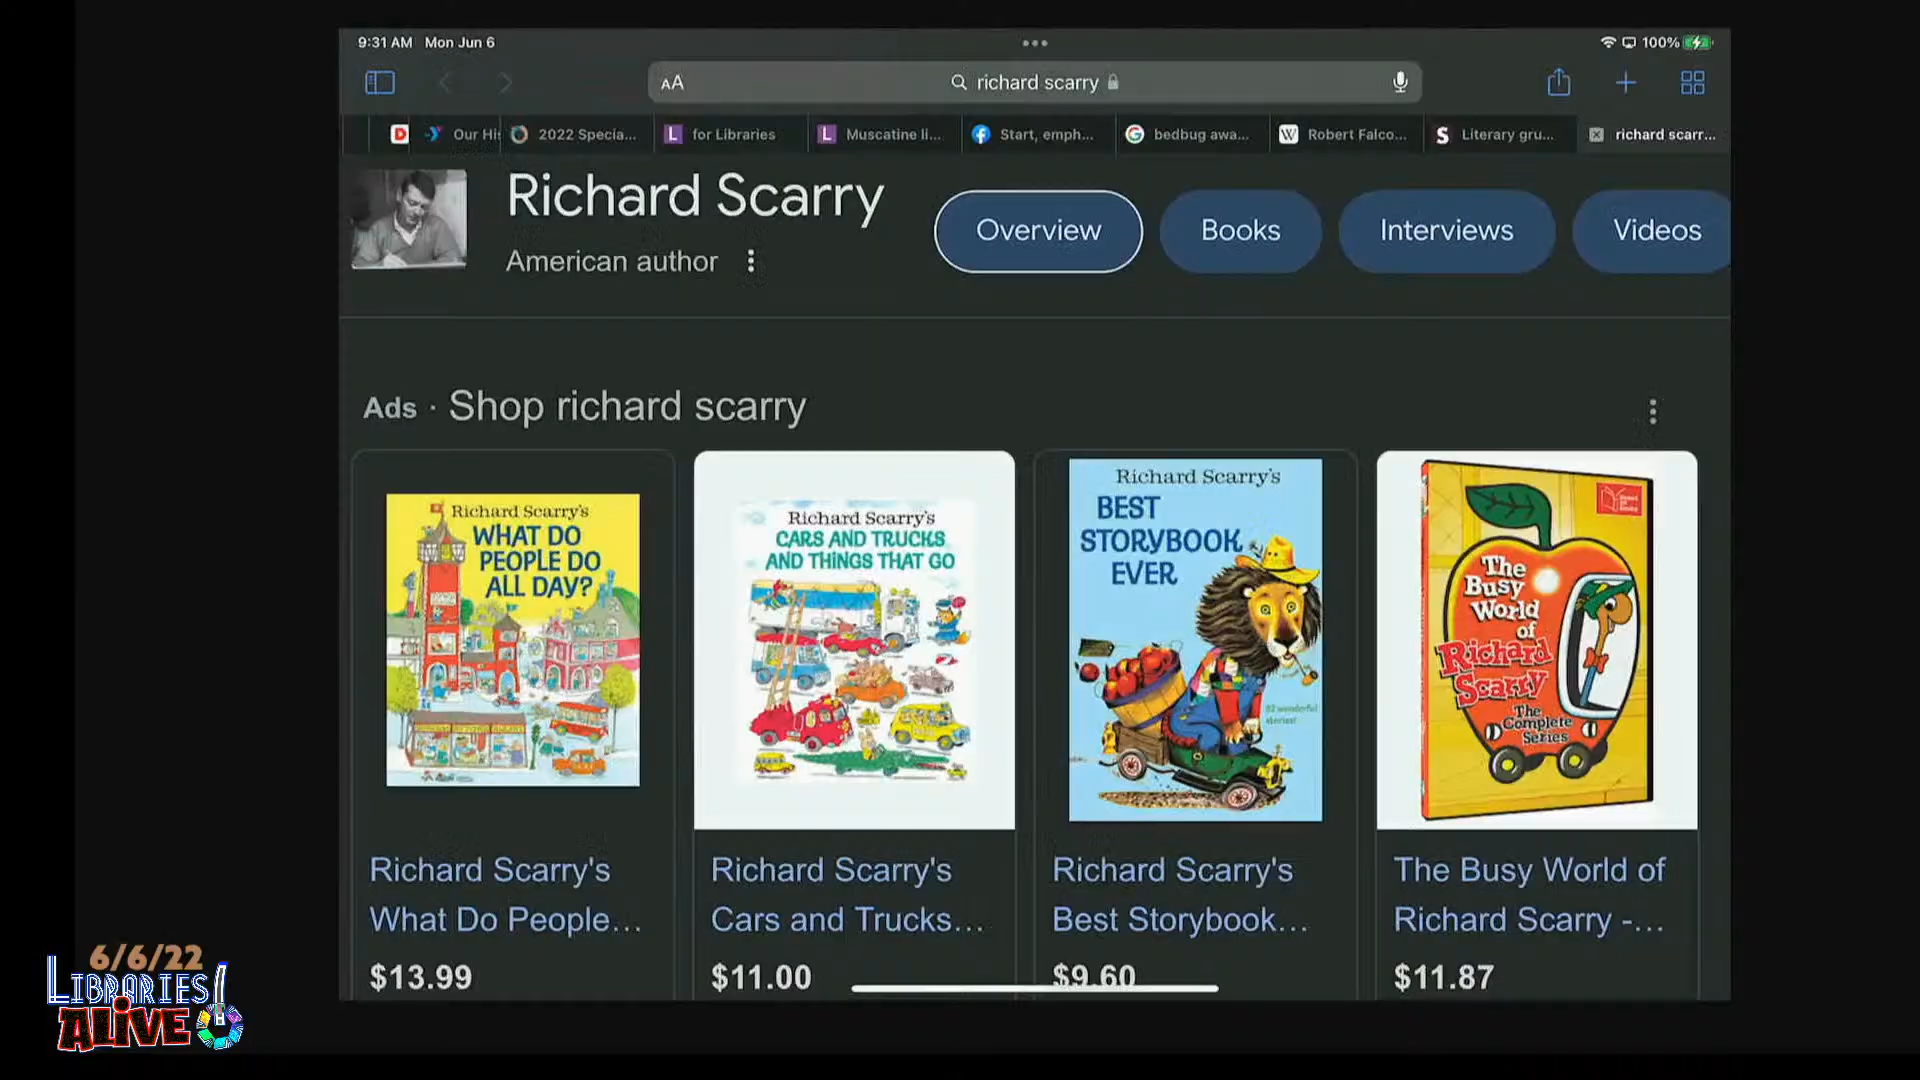 9:31 AM Mon Jun 6
100%
AA
richard scarry
D
Our His
2022 Specia...
L for Libraries
L Muscatine li...
Start, emph...
G bedbug awa...
W Robert Falco...
S Literary gru...
richard scarr...
Richard Scarry
American author
Overview
Books
Interviews
Videos
Ads · Shop richard scarry
Richard Scarry's
WHAT DO
PEOPLE DO
ALL DAY?
Richard Scarry's
CARS AND TRUCKS
AND THINGS THAT GO
Richard Scarry's
BEST
STORYBOOK
EVER
The
Busy
World
of
Richard
Scarry
The
Complete
Series
Richard Scarry's
What Do People...
$13.99
Richard Scarry's
Cars and Trucks...
$11.00
Richard Scarry's
Best Storybook...
$9.60
The Busy World of
Richard Scarry -...
$11.87
6/6/22
LIBRARIES
ALIVE